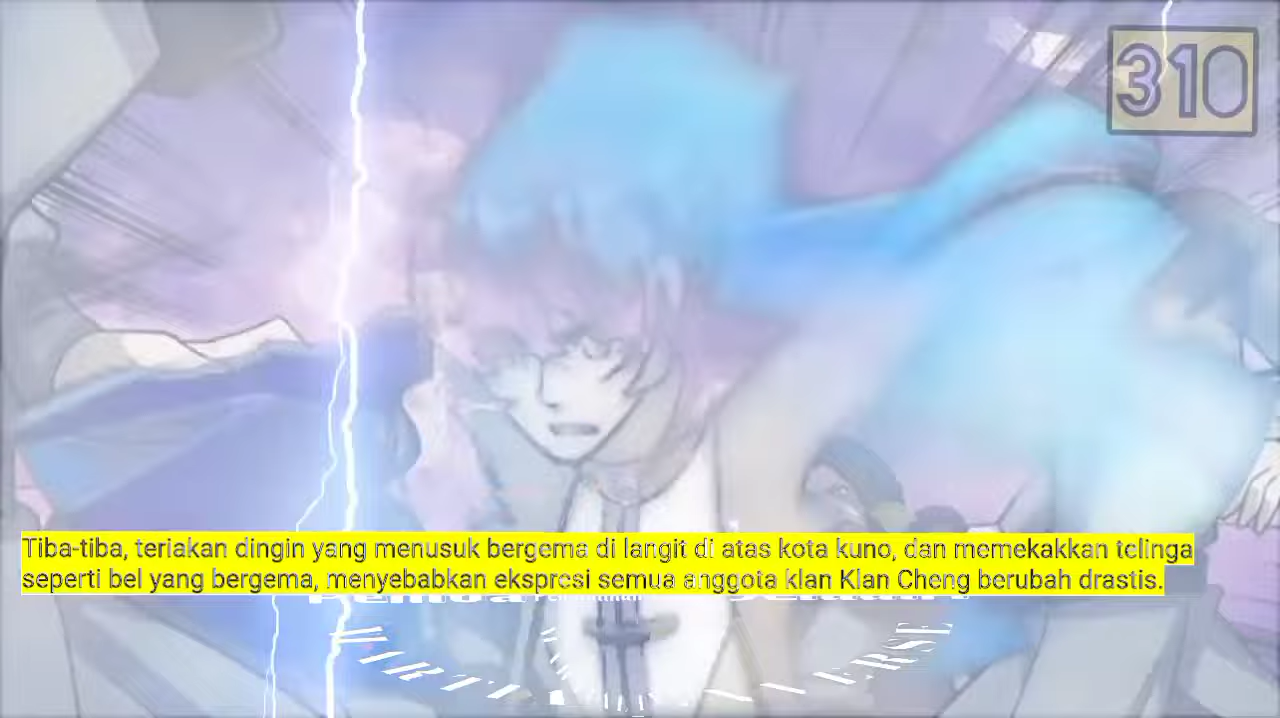 310
Tiba-tiba, teriakan dingin yang menusuk bergema di langit di atas kota kuno, dan memekakkan telinga
seperti bel yang bergema, menyebabkan ekspresi semua anggota klan Klan Cheng berubah drastis.